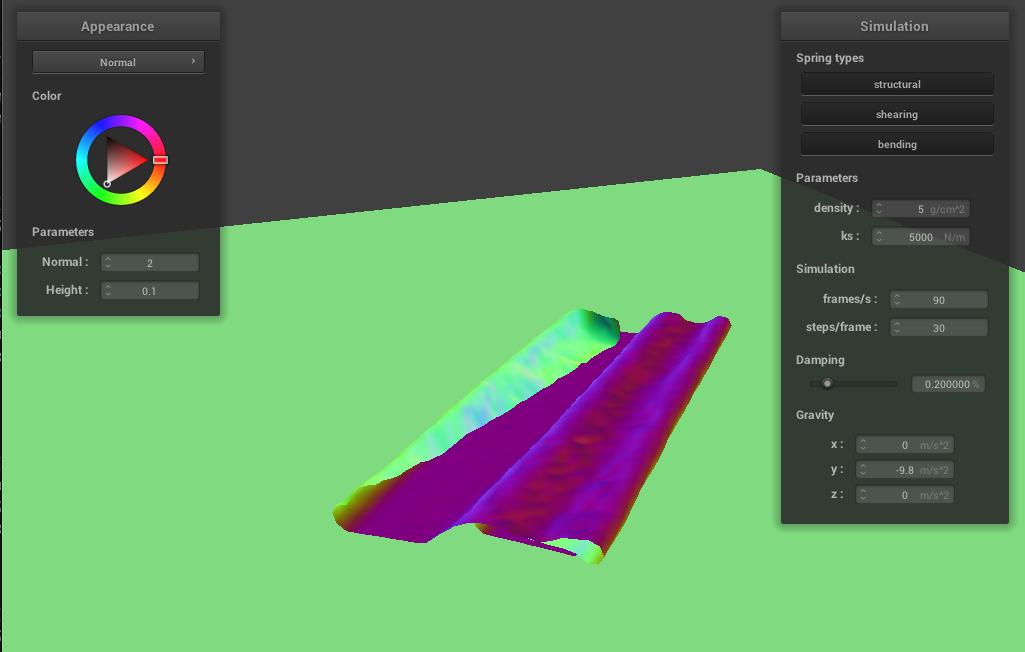 Appearance
Normal
Color
Parameters
Normal : 2
Height : 0.1
Simulation
Spring types
structural
shearing
bending
Parameters
density : 5 g/cm^2
ks : 5000 N/m
Simulation
frames/s : 90
steps/frame : 30
Damping
0.200000 %
Gravity
x : 0 m/s^2
y : -9.8 m/s^2
z : 0 m/s^2